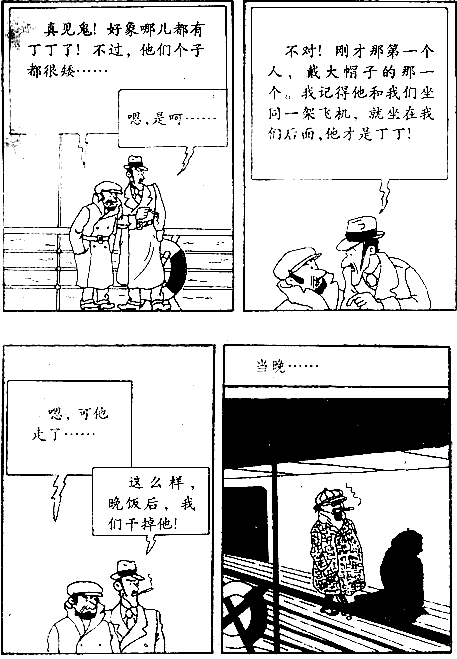 真见鬼！好象哪儿都有
丁丁了！不过，他们个子
都很矮……
嗯，是呵……
不对！刚才那第一个
人，戴大帽子的那一
个。我记得他和我们坐
同一架飞机，就坐在我
们后面，他才是丁丁！
嗯，可他
走了……
这么样，
晚饭后，我
们干掉他！
当晚……